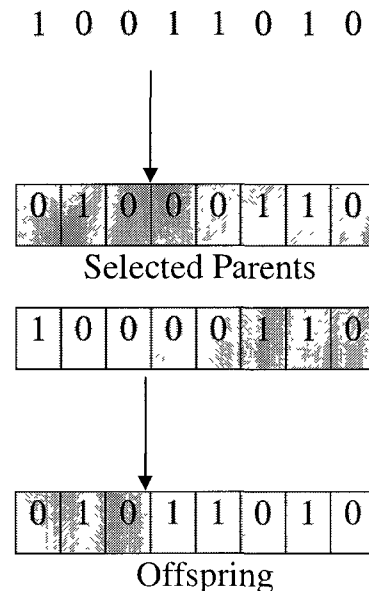 1 0 0 1 1 0 1 0
0 1 0 0 0 1 1 0
Selected Parents
1 0 0 0 0 1 1 0
0 1 0 1 1 0 1 0
Offspring